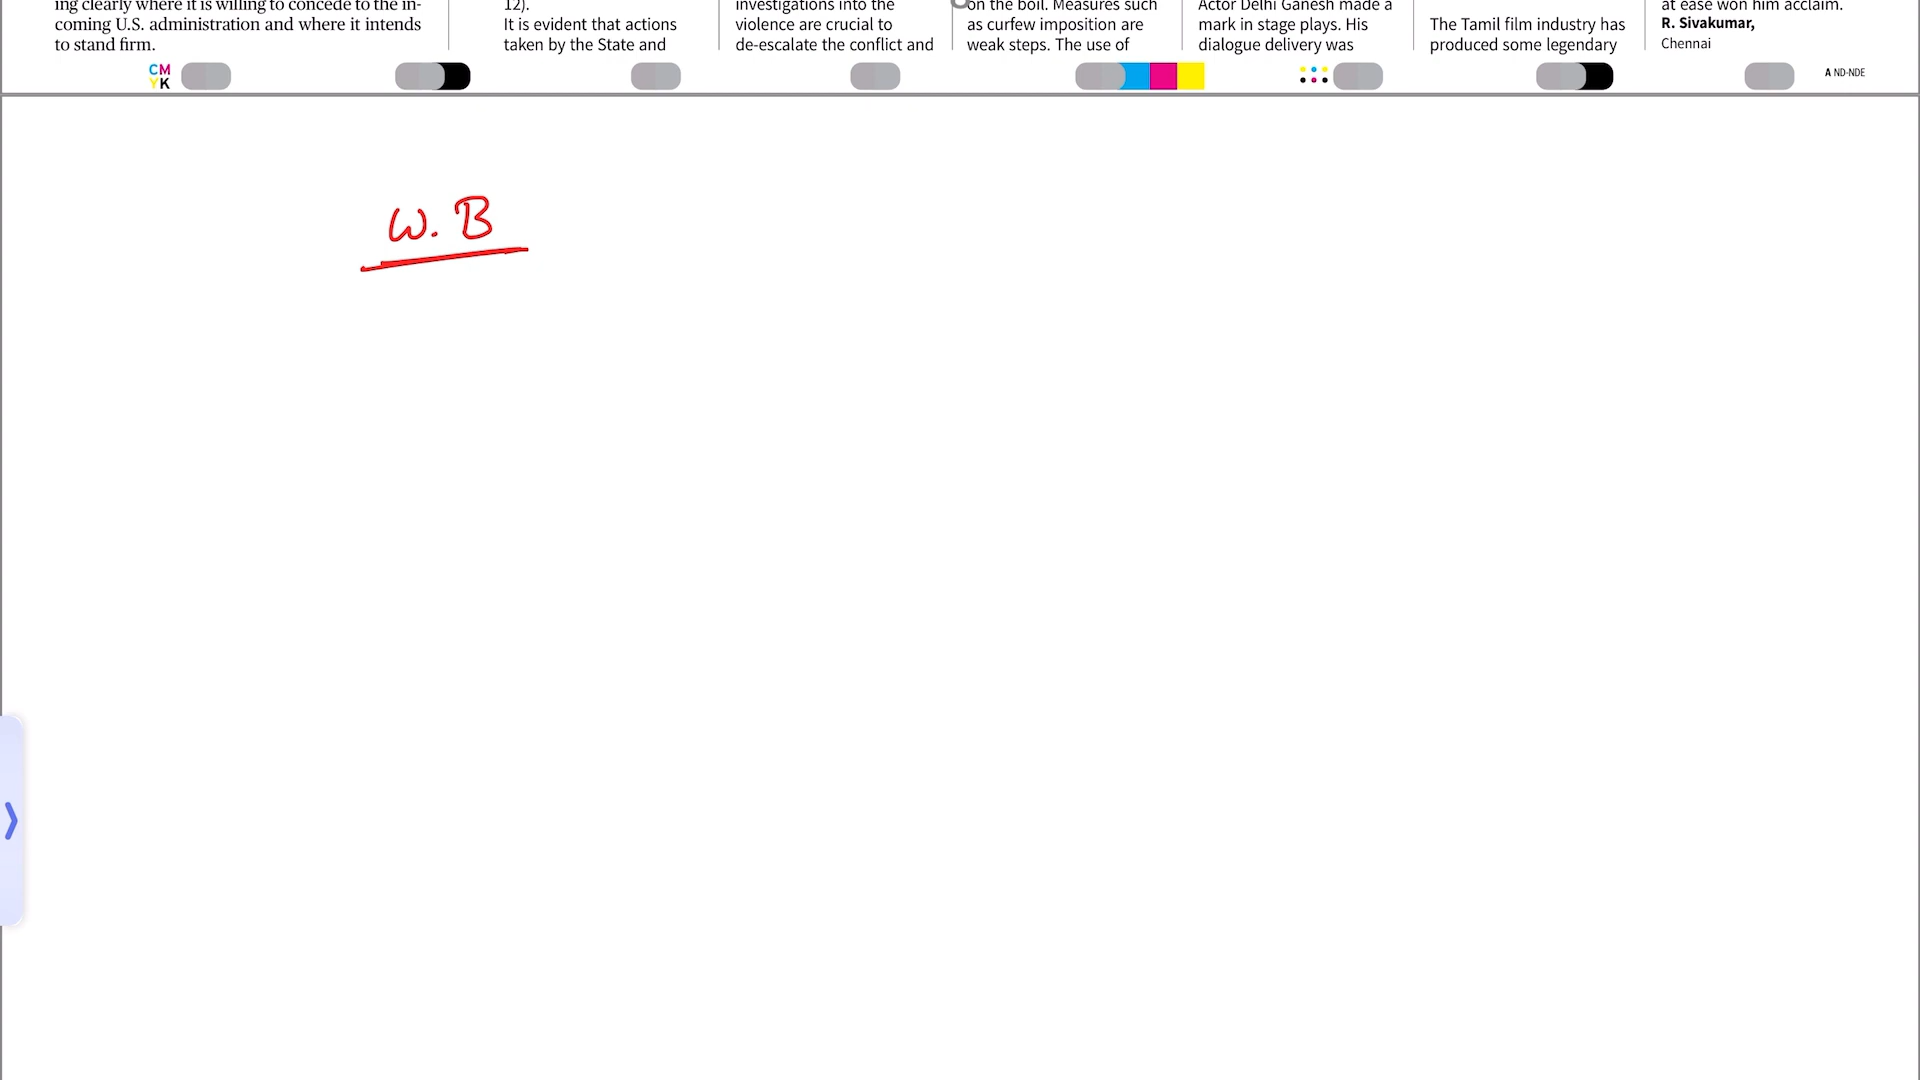 ing clearly where it is willing to concede to the in-
coming U.S. administration and where it intends
to stand firm.
12).
It is evident that actions
taken by the State and
investigations into the
violence are crucial to
de-escalate the conflict and
on the boil. Measures such
as curfew imposition are
weak steps. The use of
Actor Delhi Ganesh made a
mark in stage plays. His
dialogue delivery was
The Tamil film industry has
produced some legendary
at ease won him acclaim.
R. Sivakumar,
Chennai
CM
YK
A ND-NDE
W. B